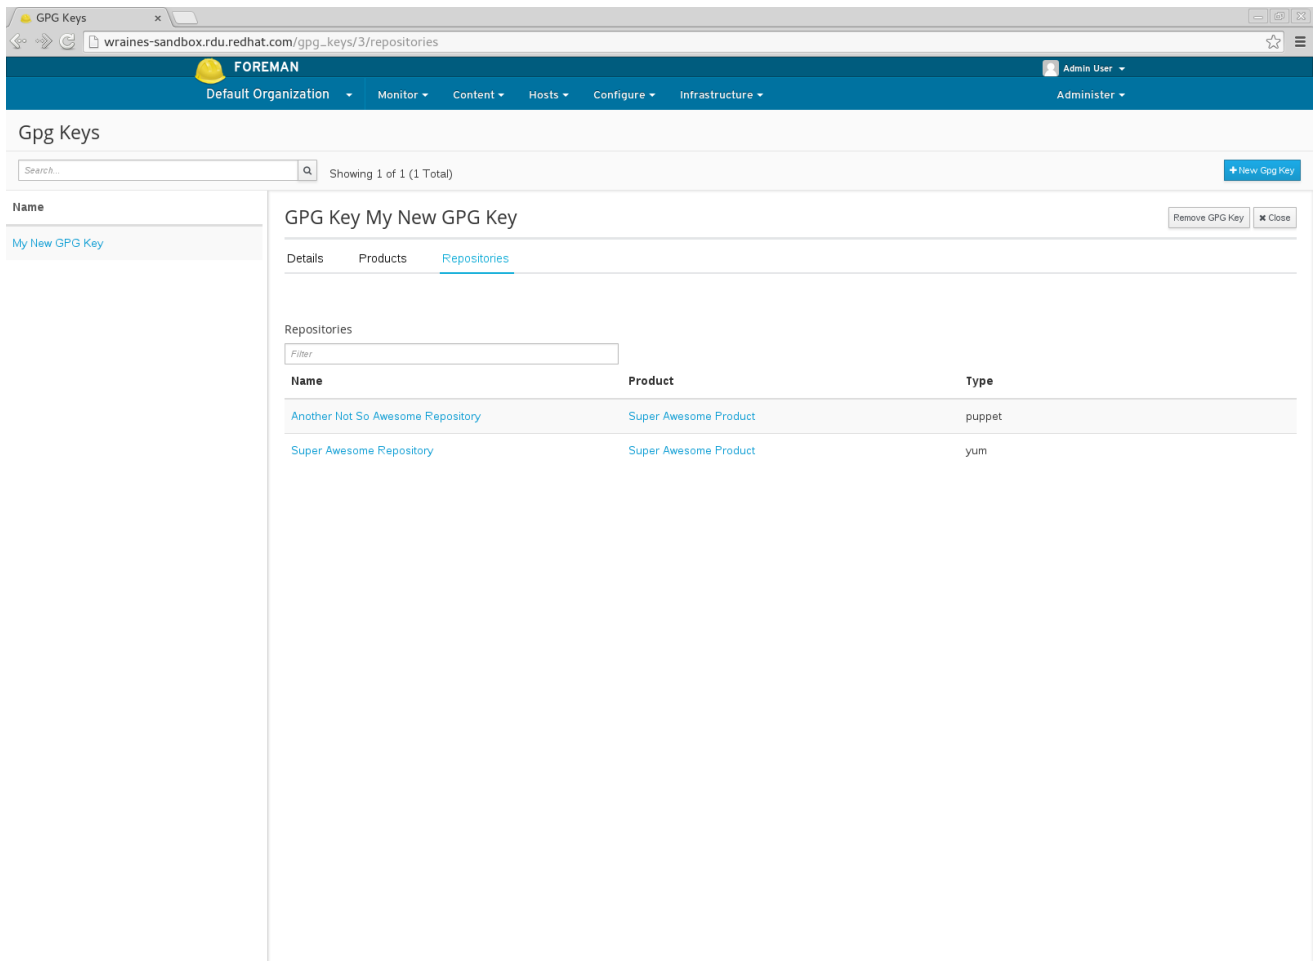 GPG Keys
wraines-sandbox.rdu.redhat.com/gpg_keys/3/repositories
FOREMAN
Admin User
Default Organization Monitor Content Hosts Configure Infrastructure Administer
Gpg Keys
Search...
Showing 1 of 1 (1 Total)
+ New Gpg Key
Name
My New GPG Key
GPG Key My New GPG Key
Remove GPG Key
✖ Close
Details Products Repositories
Repositories
Filter
Name Product Type
Another Not So Awesome Repository Super Awesome Product puppet
Super Awesome Repository Super Awesome Product yum